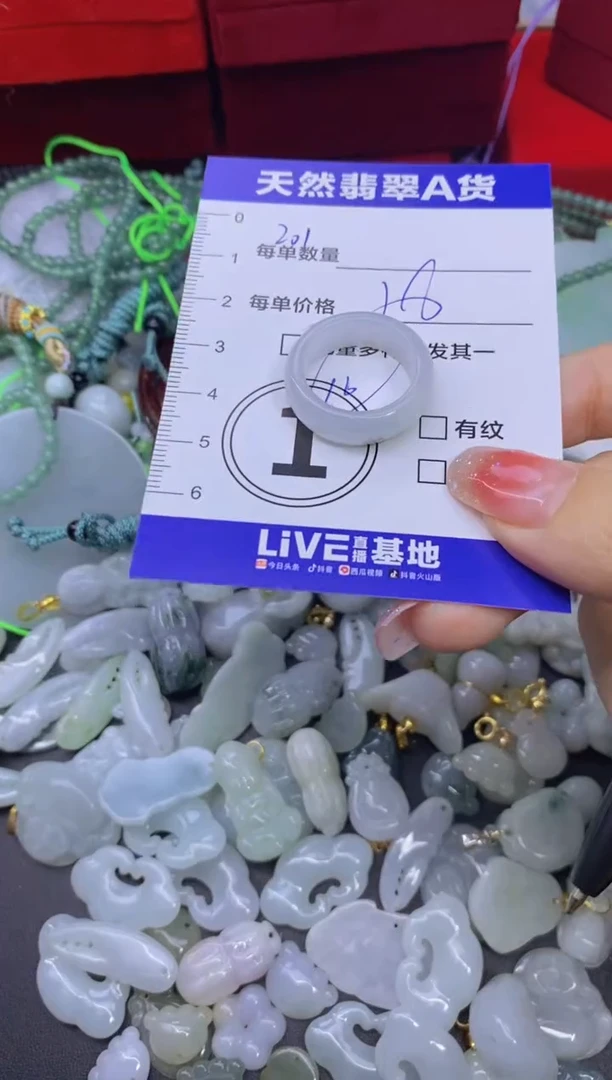 天然翡翠A货
0
201
1 每单数量
2 每单价格
3 发其一
16
4
1
有纹
5
6
LiVE直播基地
今日头条 抖音 西瓜视频 抖音火山版